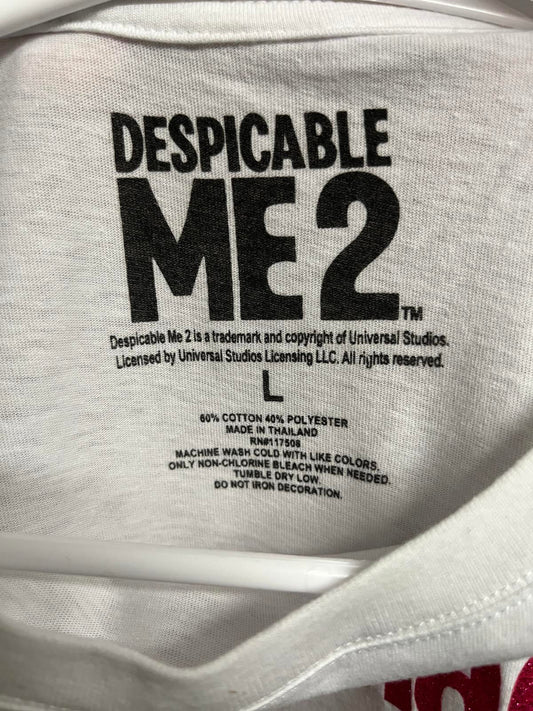 DESPICABLE
ME 2™
Despicable Me 2 is a trademark and copyright of Universal Studios.
Licensed by Universal Studios Licensing LLC. All rights reserved.
L
60% COTTON 40% POLYESTER
MADE IN THAILAND
RN#117508
MACHINE WASH COLD WITH LIKE COLORS.
ONLY NON-CHLORINE BLEACH WHEN NEEDED.
TUMBLE DRY LOW.
DO NOT IRON DECORATION.